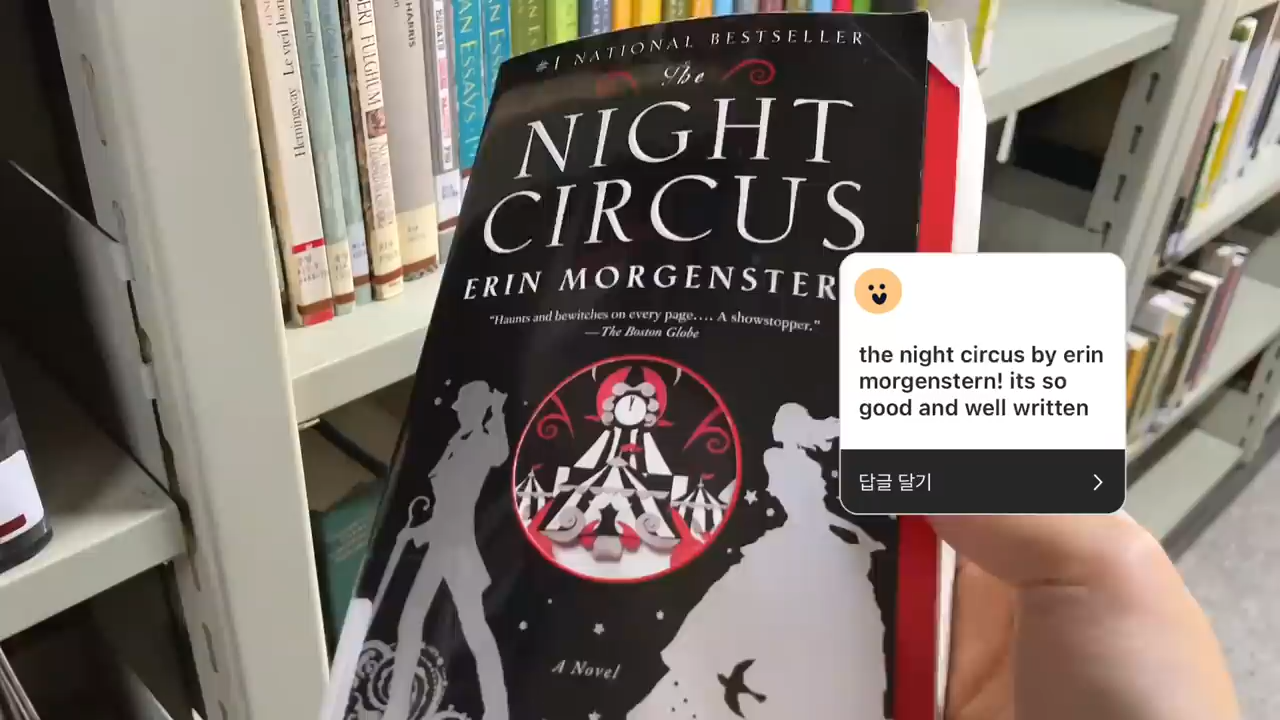 Hemingway
HARRIS
#1 NATIONAL BESTSELLER
The
NIGHT
CIRCUS
ERIN MORGENSTER
"Haunts and bewitches on every page.... A showstopper."
—The Boston Globe
A Novel
the night circus by erin
morgenstern! its so
good and well written
답글 달기